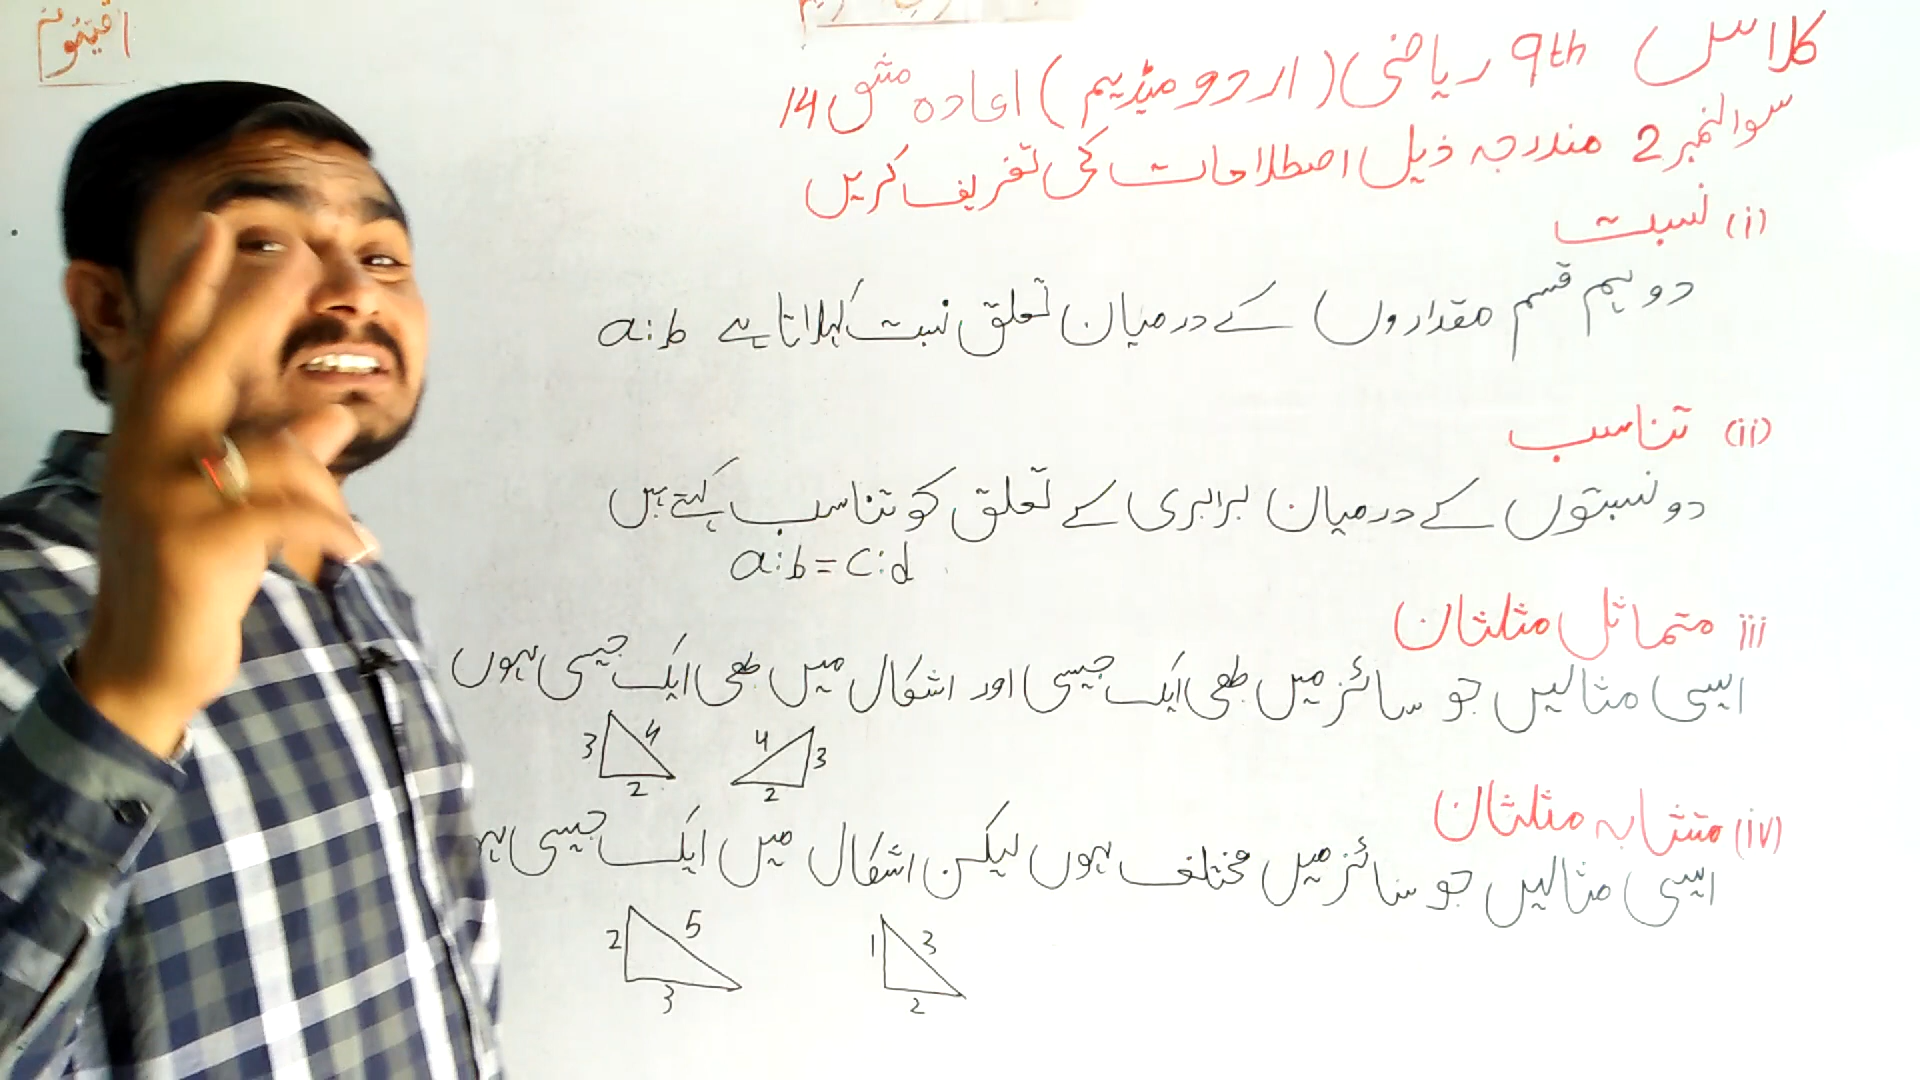 کلاس 9th ریاضی (اردو میڈیم) اعادہ مشق 14
سوال نمبر 2 مندرجہ ذیل اصطلاحات کی تعریف کریں
(i) نسبت
دو ہم قسم مقداروں کے درمیان تعلق نسبت کہلاتا ہے a:b
(ii) تناسب
دو نسبتوں کے درمیان برابری کے تعلق کو تناسب کہتے ہیں
a:b=c:d
iii متماثل مثلثان
ایسی مثالیں جو سائز میں بھی ایک جیسی اور اشکال میں بھی ایک جیسی ہوں
3 4 2
4 3 2
(iv) متشابہ مثلثان
ایسی مثالیں جو سائز میں مختلف ہوں لیکن اشکال میں ایک جیسی
2 5 3
1 3 2